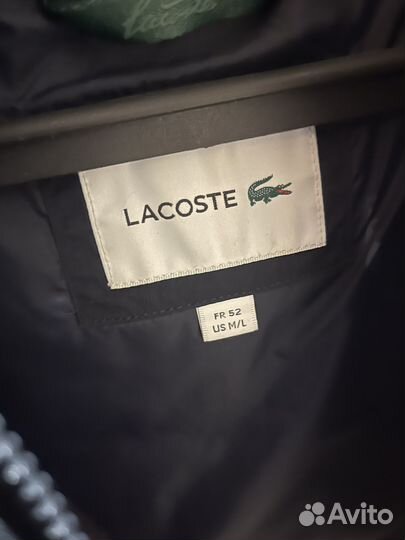 LACOSTE
FR 52
US M/L
Avito